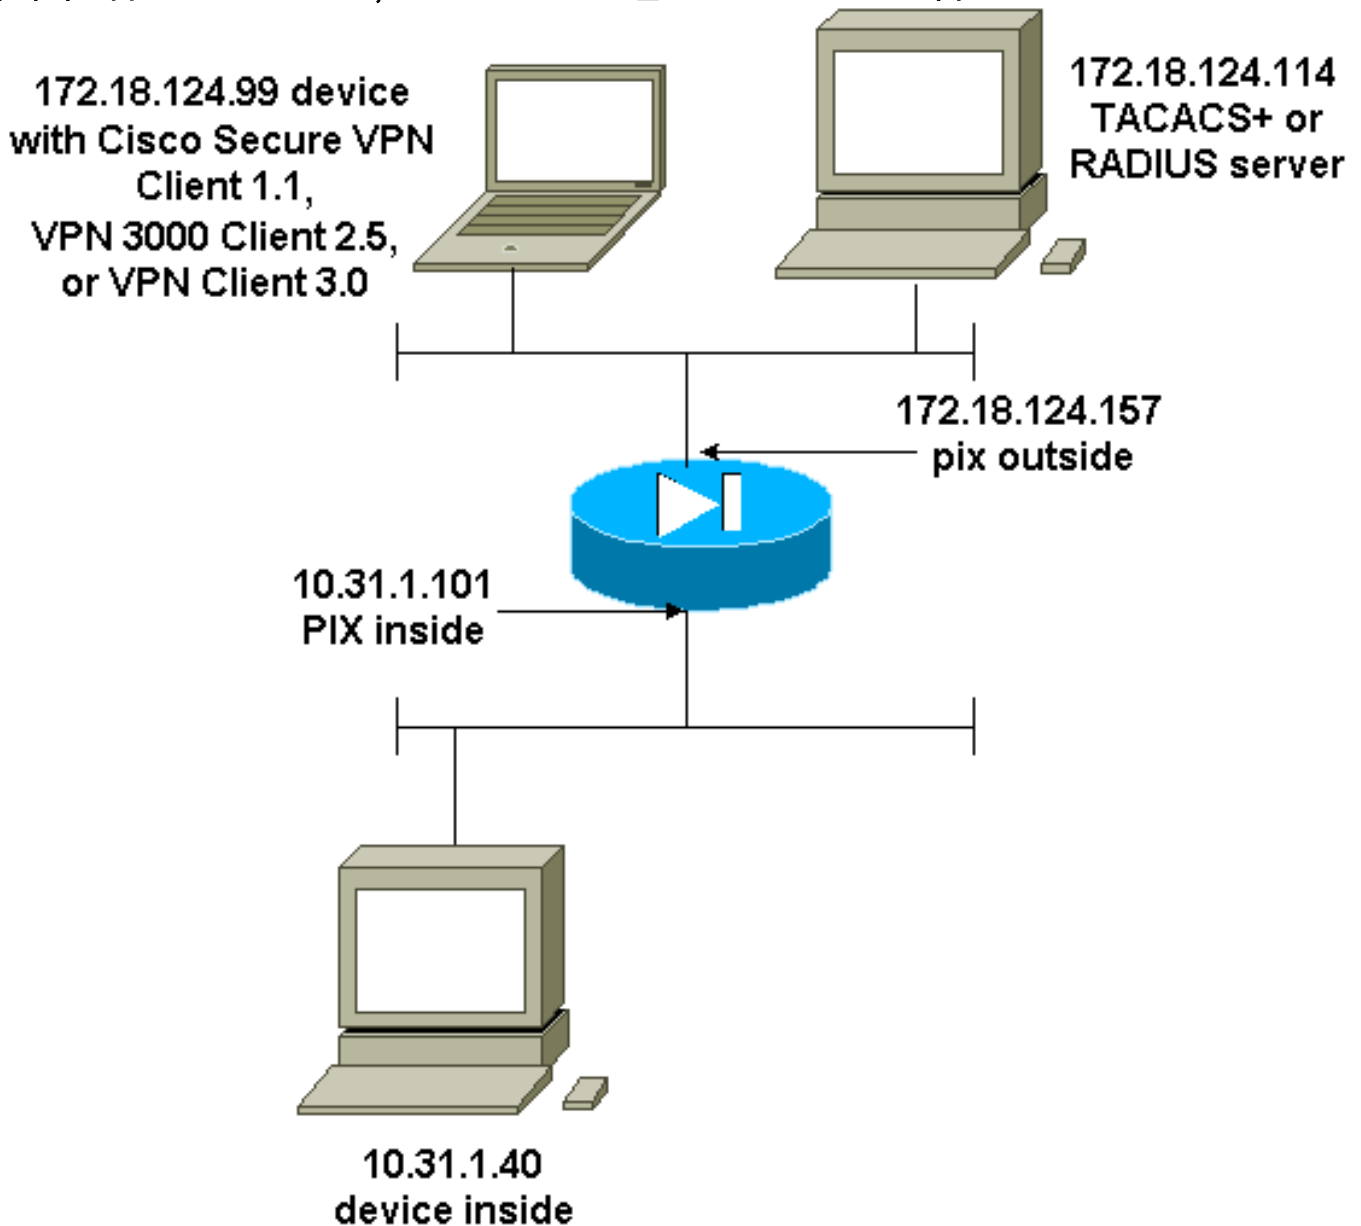 172.18.124.99 device
with Cisco Secure VPN
Client 1.1,
VPN 3000 Client 2.5,
or VPN Client 3.0
172.18.124.114
TACACS+ or
RADIUS server
172.18.124.157
pix outside
10.31.1.101
PIX inside
10.31.1.40
device inside